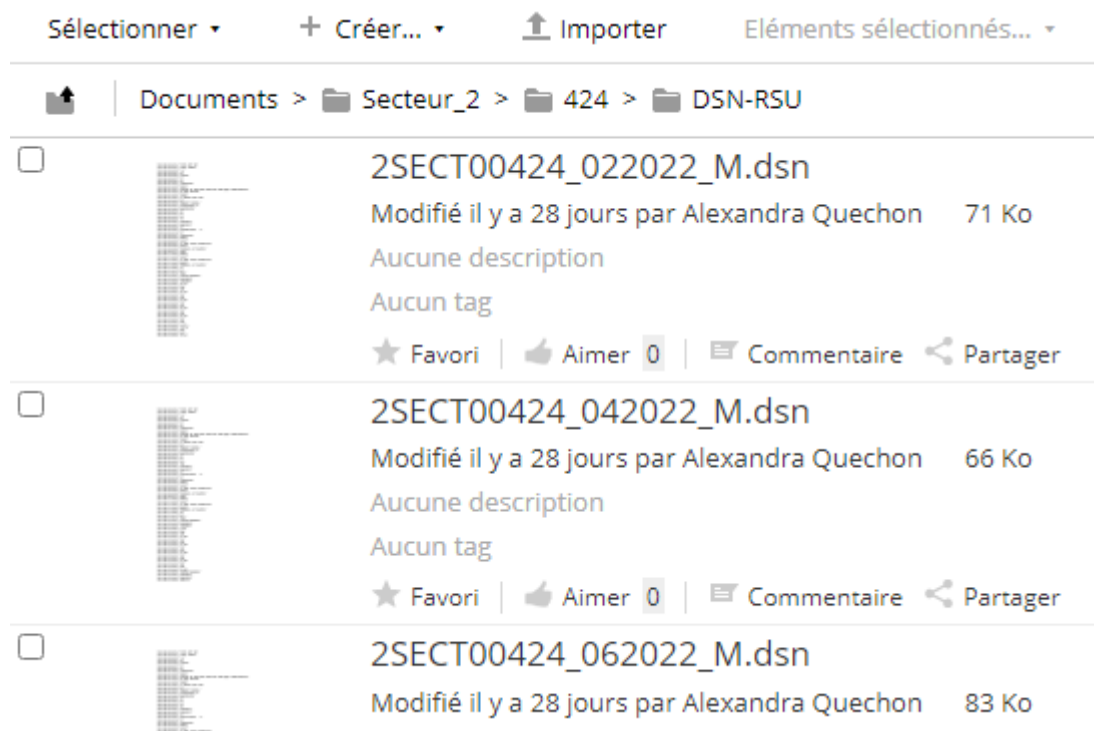 Sélectionner Créer... Importer Eléments sélectionnés...
Documents > Secteur_2 > 424 > DSN-RSU
2SECT00424_022022_M.dsn
Modifié il y a 28 jours par Alexandra Quechon 71 Ko
Aucune description
Aucun tag
Favori Aimer 0 Commentaire Partager
2SECT00424_042022_M.dsn
Modifié il y a 28 jours par Alexandra Quechon 66 Ko
Aucune description
Aucun tag
Favori Aimer 0 Commentaire Partager
2SECT00424_062022_M.dsn
Modifié il y a 28 jours par Alexandra Quechon 83 Ko